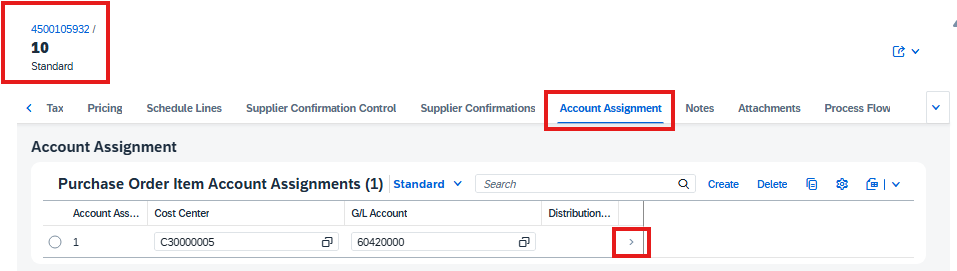 4500105932 /
10
Standard
Tax Pricing Schedule Lines Supplier Confirmation Control Supplier Confirmations Account Assignment Notes Attachments Process Flow
Account Assignment
Purchase Order Item Account Assignments (1) Standard Search Create Delete
Account Ass... Cost Center G/L Account Distribution...
1 C30000005 60420000